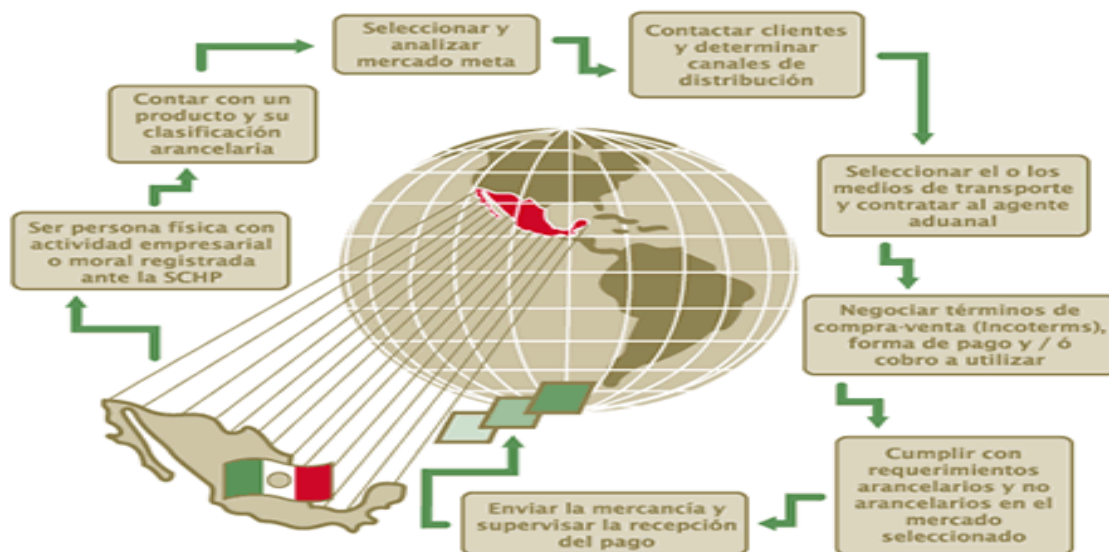 Seleccionar y
analizar
mercado meta
Contactar clientes
y determinar
canales de
distribución
Contar con un
producto y su
clasificación
arancelaria
Seleccionar el o los
medios de transporte
y contratar al agente
aduanal
Ser persona física con
actividad empresarial
o moral registrada
ante la SCHP
Negociar términos de
compra-venta (Incoterms),
forma de pago y / ó
cobro a utilizar
Cumplir con
requerimientos
arancelarios y no
arancelarios en el
mercado
seleccionado
Enviar la mercancía y
supervisar la recepción
del pago